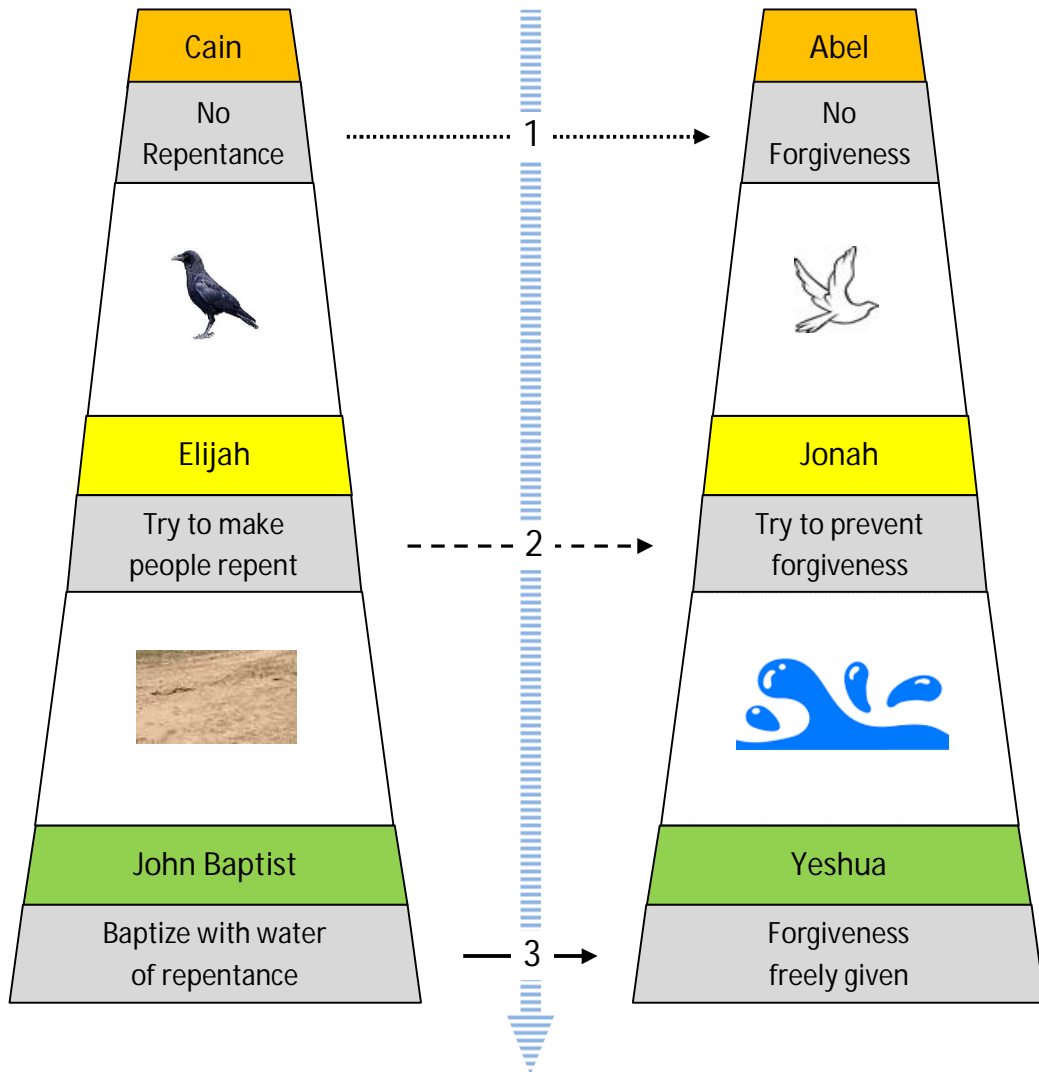 Cain
Abel
No
Repentance
1
No
Forgiveness
Elijah
Jonah
Try to make
people repent
2
Try to prevent
forgiveness
John Baptist
Yeshua
Baptize with water
of repentance
3
Forgiveness
freely given